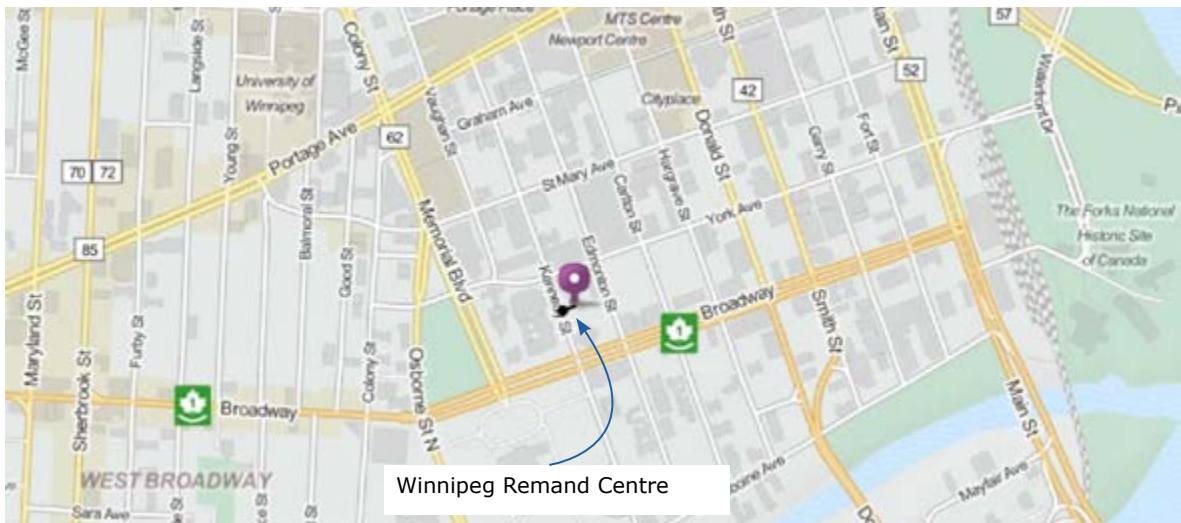 McGee St
Langside St
Colony St
Portage Place
MTS Centre
Newport Centre
57
Waterfront Dr
University of
Winnipeg
Young St
Vaughan St
Graham Ave
Cityplace
42
52
Donald St
Garry St
Fort St
62
Portage Ave
70
72
St Mary Ave
Carlton St
Hargrave St
York Ave
Balmoral St
Memorial Blvd
The Forks National
Historic Site
of Canada
85
Good St
Edmonton St
St
Broadway
Smith St
1
Maryland St
Sherbrook St
Furby St
Colony St
Osborne St N
1
Broadway
Main St
WEST BROADWAY
Sara Ave
Winnipeg Remand Centre
Mayfair Ave